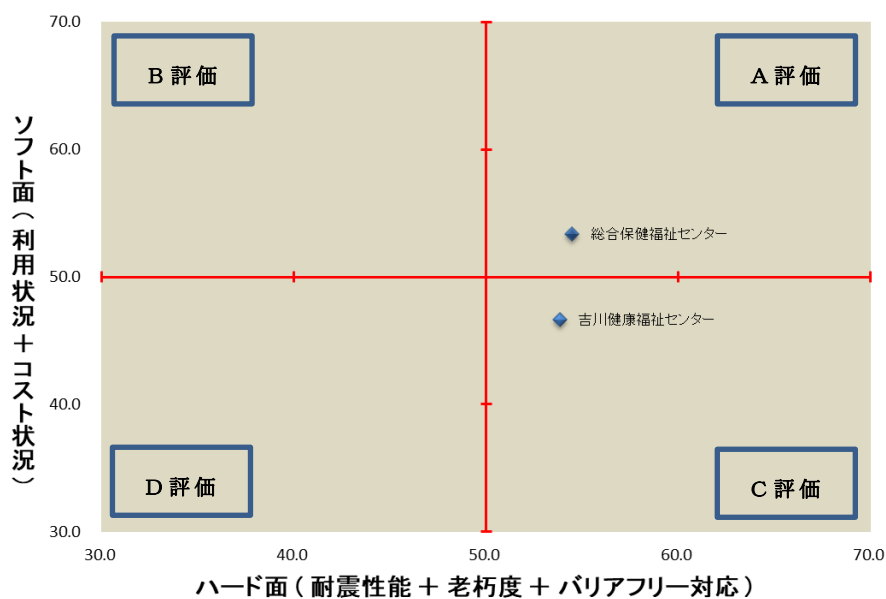 70.0
B 評価
A 評価
60.0
総合保健福祉センター
50.0
吉川健康福祉センター
40.0
D 評価
C 評価
30.0
30.0
40.0
50.0
60.0
70.0
ソフト面(利用状況+コスト状況)
ハード面(耐震性能+老朽度+バリアフリー対応)